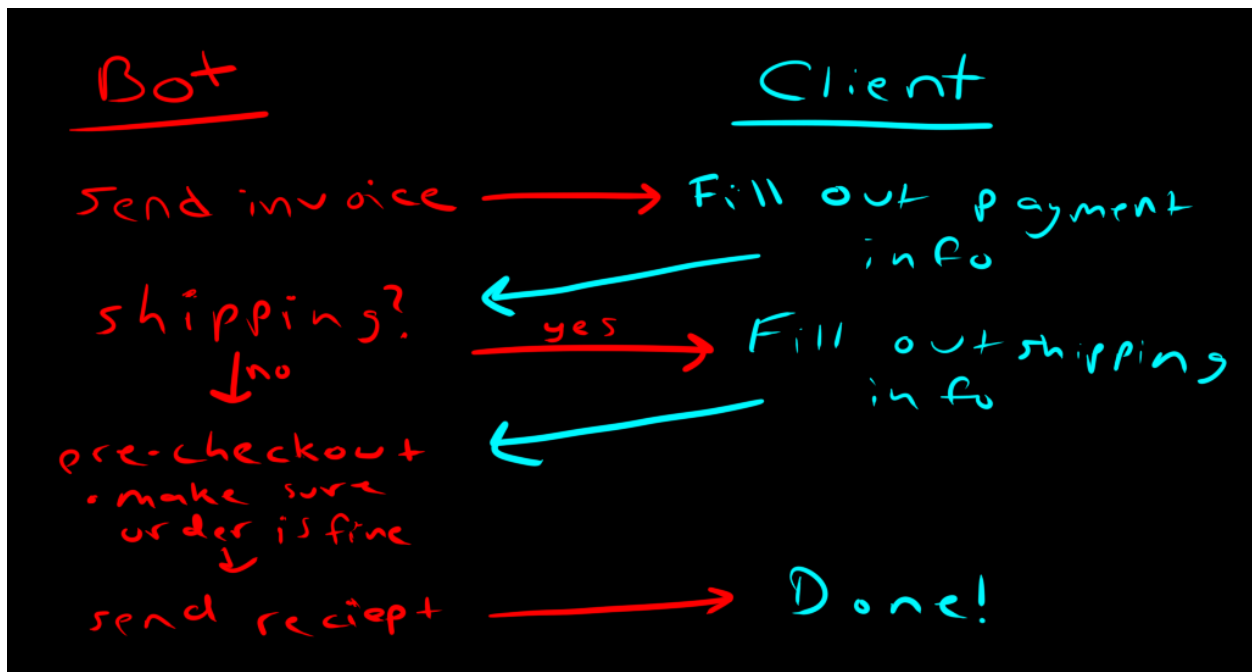 Bot
Client
send invoice
Fill out payment
info
shipping?
yes
Fill out shipping
info
no
pre-checkout
• make sure
order is fine
send reciept
Done!